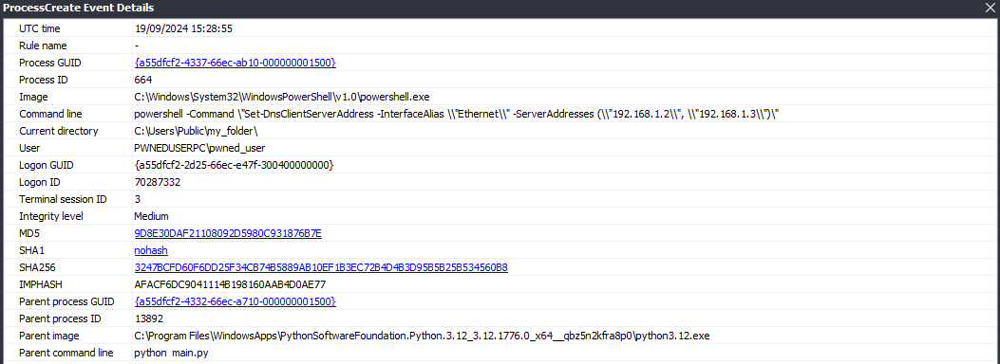 ProcessCreate Event Details
UTC time 19/09/2024 15:28:55
Rule name -
Process GUID {a55dfcf2-4337-66ec-ab10-000000001500}
Process ID 664
Image C:\Windows\System32\WindowsPowerShell\v1.0\powershell.exe
Command line powershell -Command \"Set-DnsClientServerAddress -InterfaceAlias \\"Ethernet\\" -ServerAddresses (\\"192.168.1.2\\", \\"192.168.1.3\\")\"
Current directory C:\Users\Public\my_folder\
User PWNEDUSERPC\pwned_user
Logon GUID {a55dfcf2-2d25-66ec-e47f-300400000000}
Logon ID 70287332
Terminal session ID 3
Integrity level Medium
MD5 9D8E30DAF21108092D5980C931876B7E
SHA1 nohash
SHA256 3247BCFD60F6DD25F34CB74B5889AB10EF1B3EC72B4D4B3D95B5B25B534560B8
IMPHASH AFACF6DC9041114B198160AAB4D0AE77
Parent process GUID {a55dfcf2-4332-66ec-a710-000000001500}
Parent process ID 13892
Parent image C:\Program Files\WindowsApps\PythonSoftwareFoundation.Python.3.12_3.12.1776.0_x64__qbz5n2kfra8p0\python3.12.exe
Parent command line python main.py